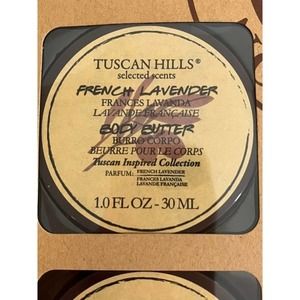 TUSCAN HILLS®
selected scents
FRENCH LAVENDER
FRANCES LAVANDA
LAVANDE FRANÇAISE
BODY BUTTER
BURRO CORPO
BEURRE POUR LE CORPS
Tuscan Inspired Collection
PARFUM: FRENCH LAVENDER
FRANCES LAVANDA
LAVANDE FRANÇAISE
1.0 FL OZ - 30 ML